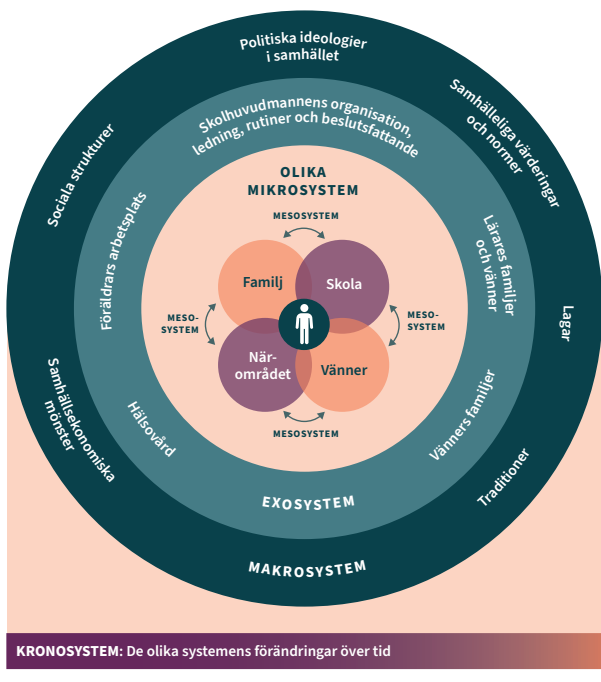 Politiska ideologier
i samhället
Samhälleliga värderingar
och normer
Sociala strukturer
Skolhuvudmannens organisation,
ledning, rutiner och beslutsfattande
OLIKA
MIKROSYSTEM
MESOSYSTEM
Föräldrars arbetsplats
Lärares familjer
och vänner
Familj
Skola
Lagar
MESO-
SYSTEM
MESO-
SYSTEM
När-
området
Vänner
Samhällsekonomiska
mönster
Hälsovård
MESOSYSTEM
Vänners familjer
Traditioner
EXOSYSTEM
MAKROSYSTEM
KRONOSYSTEM: De olika systemens förändringar över tid